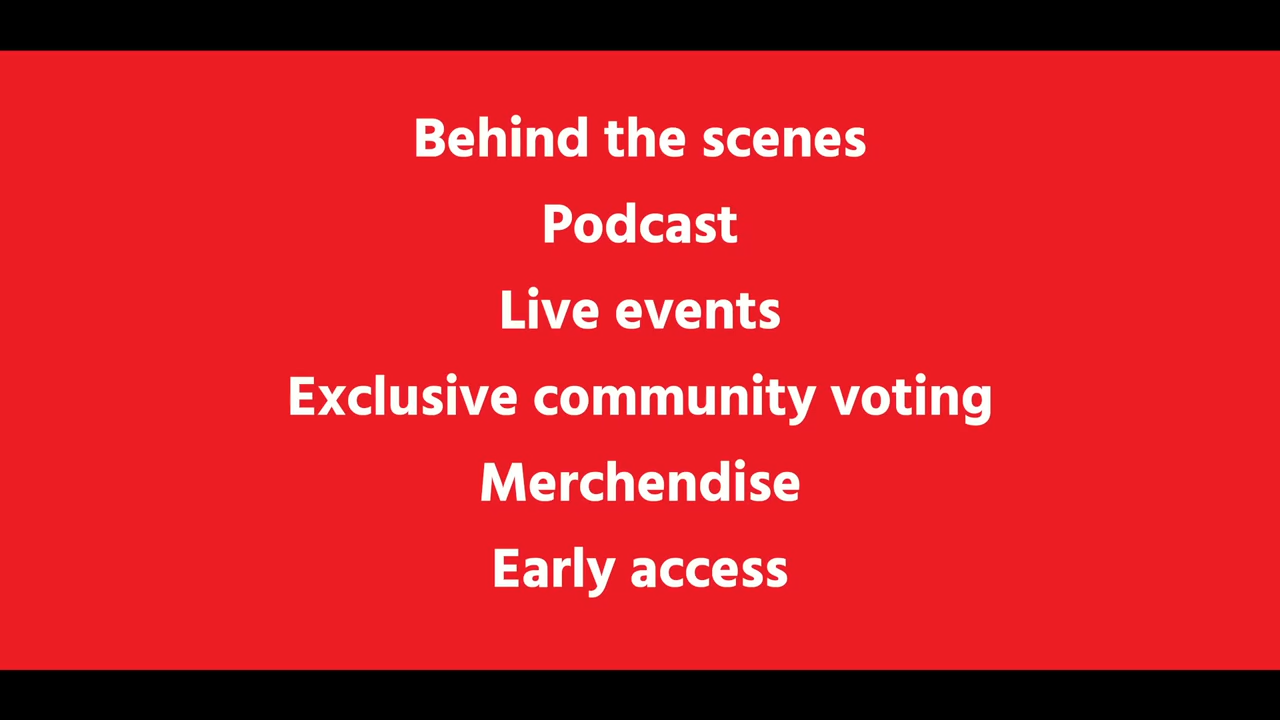 Behind the scenes
Podcast
Live events
Exclusive community voting
Merchendise
Early access